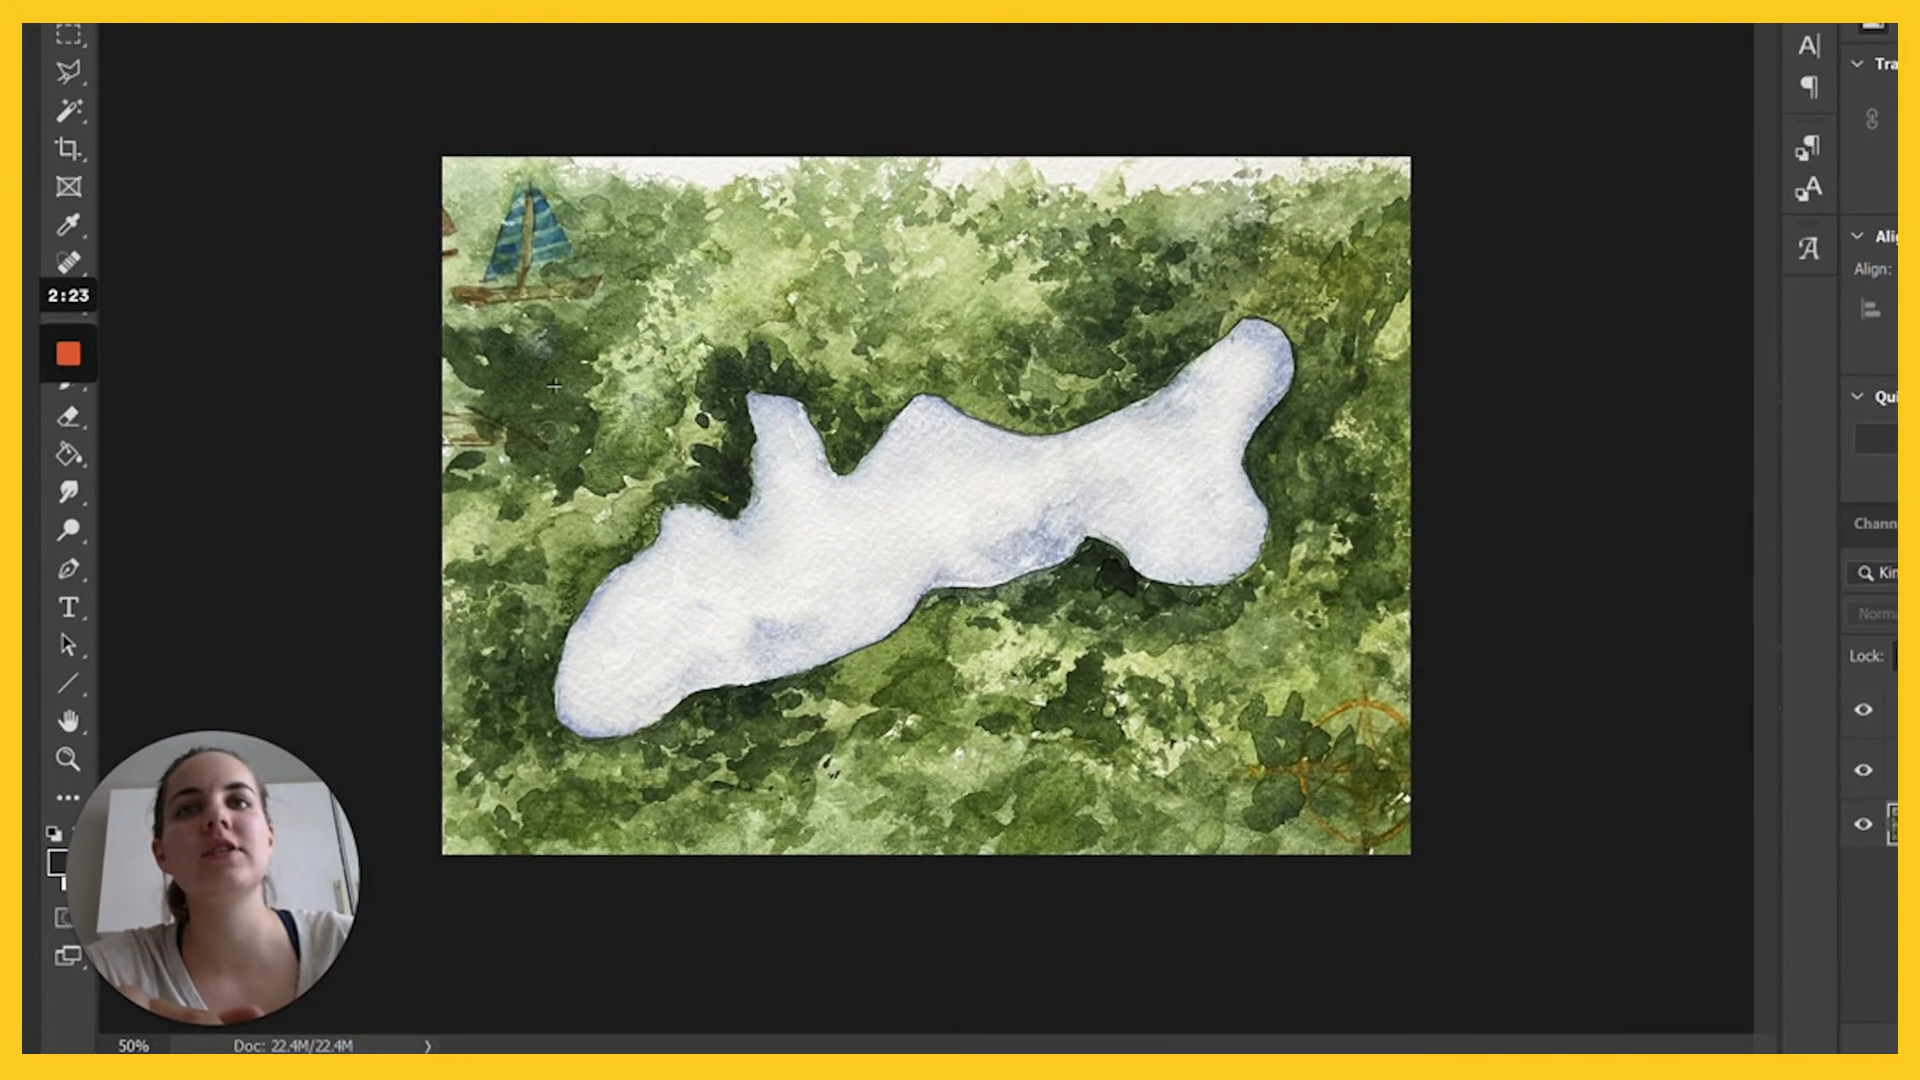 2:23
T
A|
¶
¶
A
A
Tra
Ali
Align:
Qui
Chann
Kin
Norm
Lock:
50%
Doc: 22.4M/22.4M